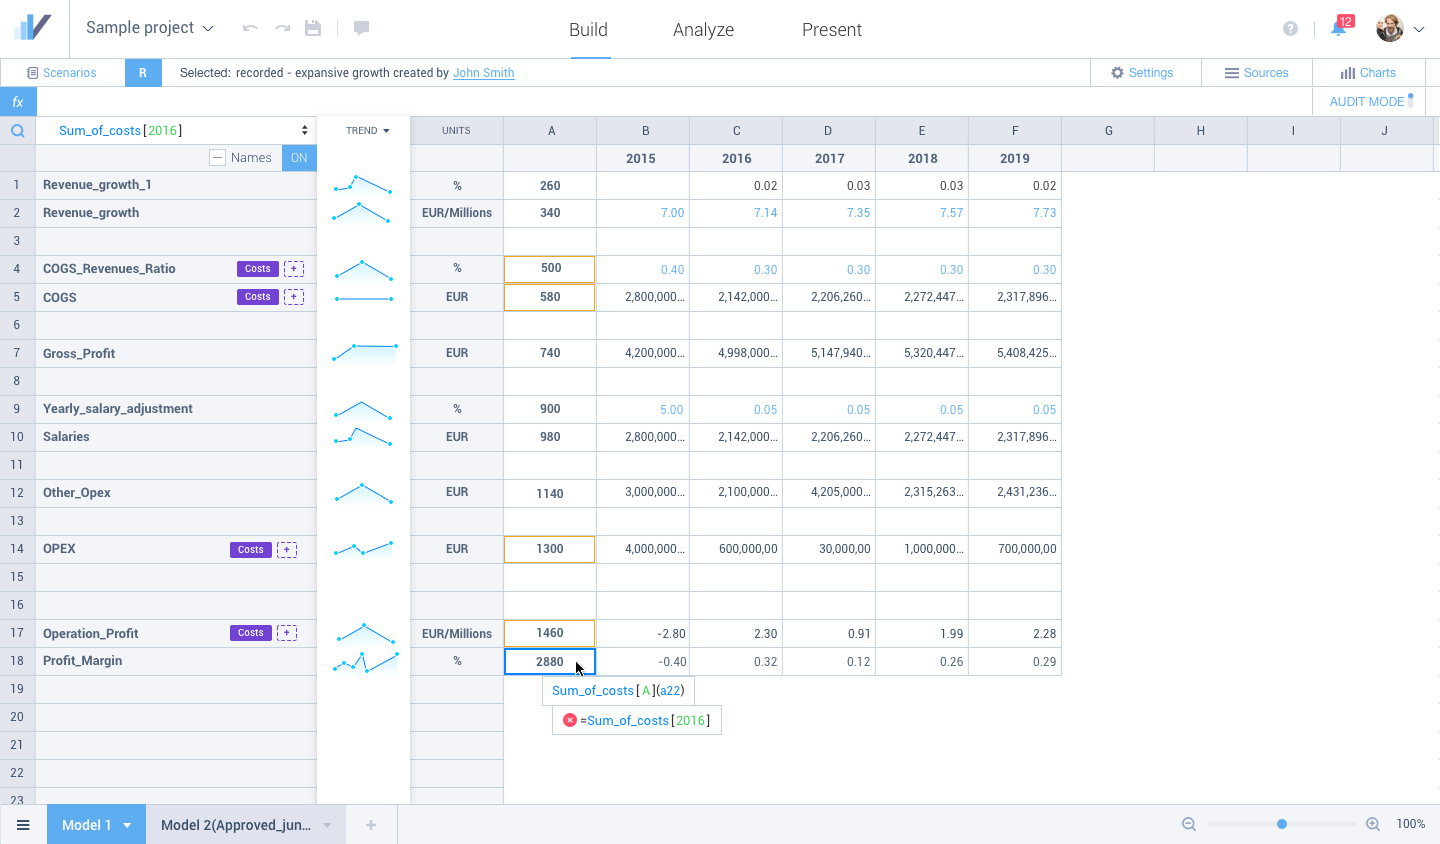 Sample project
Build Analyze Present
12
Scenarios R Selected: recorded - expansive growth created by John Smith Settings Sources Charts
fx AUDIT MODE
Sum_of_costs[2016] TREND UNITS A B C D E F G H I J
Names ON 2015 2016 2017 2018 2019
1 Revenue_growth_1 % 260 0.02 0.03 0.03 0.02
2 Revenue_growth EUR/Millions 340 7.00 7.14 7.35 7.57 7.73
3
4 COGS_Revenues_Ratio Costs + % 500 0.40 0.30 0.30 0.30 0.30
5 COGS Costs + EUR 580 2,800,000... 2,142,000... 2,206,260... 2,272,447... 2,317,896...
6
7 Gross_Profit EUR 740 4,200,000... 4,998,000... 5,147,940... 5,320,447... 5,408,425...
8
9 Yearly_salary_adjustment % 900 5.00 0.05 0.05 0.05 0.05
10 Salaries EUR 980 2,800,000... 2,142,000... 2,206,260... 2,272,447... 2,317,896...
11
12 Other_Opex EUR 1140 3,000,000... 2,100,000... 4,205,000... 2,315,263... 2,431,236...
13
14 OPEX Costs + EUR 1300 4,000,000... 600,000,00 30,000,00 1,000,000... 700,000,00
15
16
17 Operation_Profit Costs + EUR/Millions 1460 -2.80 2.30 0.91 1.99 2.28
18 Profit_Margin % 2880 -0.40 0.32 0.12 0.26 0.29
19 Sum_of_costs[A](a22)
20 =Sum_of_costs[2016]
21
22
23
Model 1 Model 2(Approved_jun... + 100%